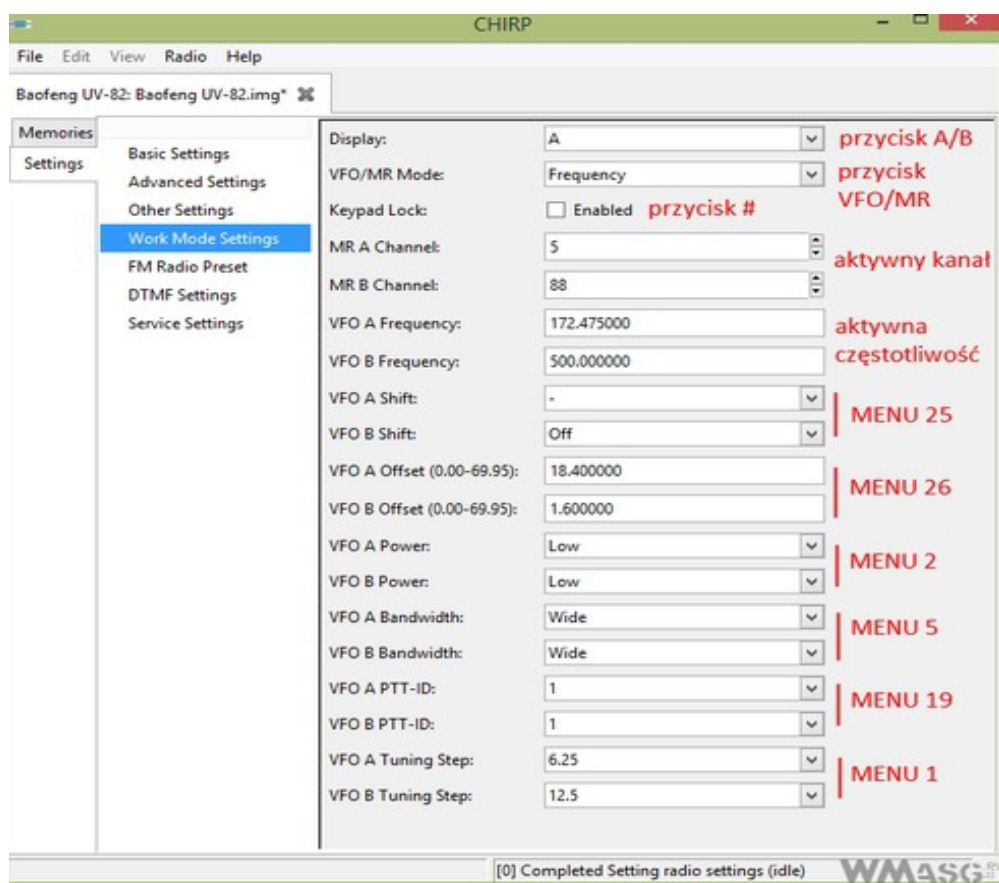 CHIRP
File Edit View Radio Help
Baofeng UV-82: Baofeng UV-82.img*
Memories
Settings
Basic Settings
Advanced Settings
Other Settings
Work Mode Settings
FM Radio Preset
DTMF Settings
Service Settings
Display: A przycisk A/B
VFO/MR Mode: Frequency przycisk VFO/MR
Keypad Lock: Enabled przycisk #
MR A Channel: 5
MR B Channel: 88
aktywny kanał
VFO A Frequency: 172.475000
VFO B Frequency: 500.000000
aktywna
częstotliwość
VFO A Shift: -
VFO B Shift: Off
MENU 25
VFO A Offset (0.00-69.95): 18.400000
VFO B Offset (0.00-69.95): 1.600000
MENU 26
VFO A Power: Low
VFO B Power: Low
MENU 2
VFO A Bandwidth: Wide
VFO B Bandwidth: Wide
MENU 5
VFO A PTT-ID: 1
VFO B PTT-ID: 1
MENU 19
VFO A Tuning Step: 6.25
VFO B Tuning Step: 12.5
MENU 1
[0] Completed Setting radio settings (idle)
WMASG